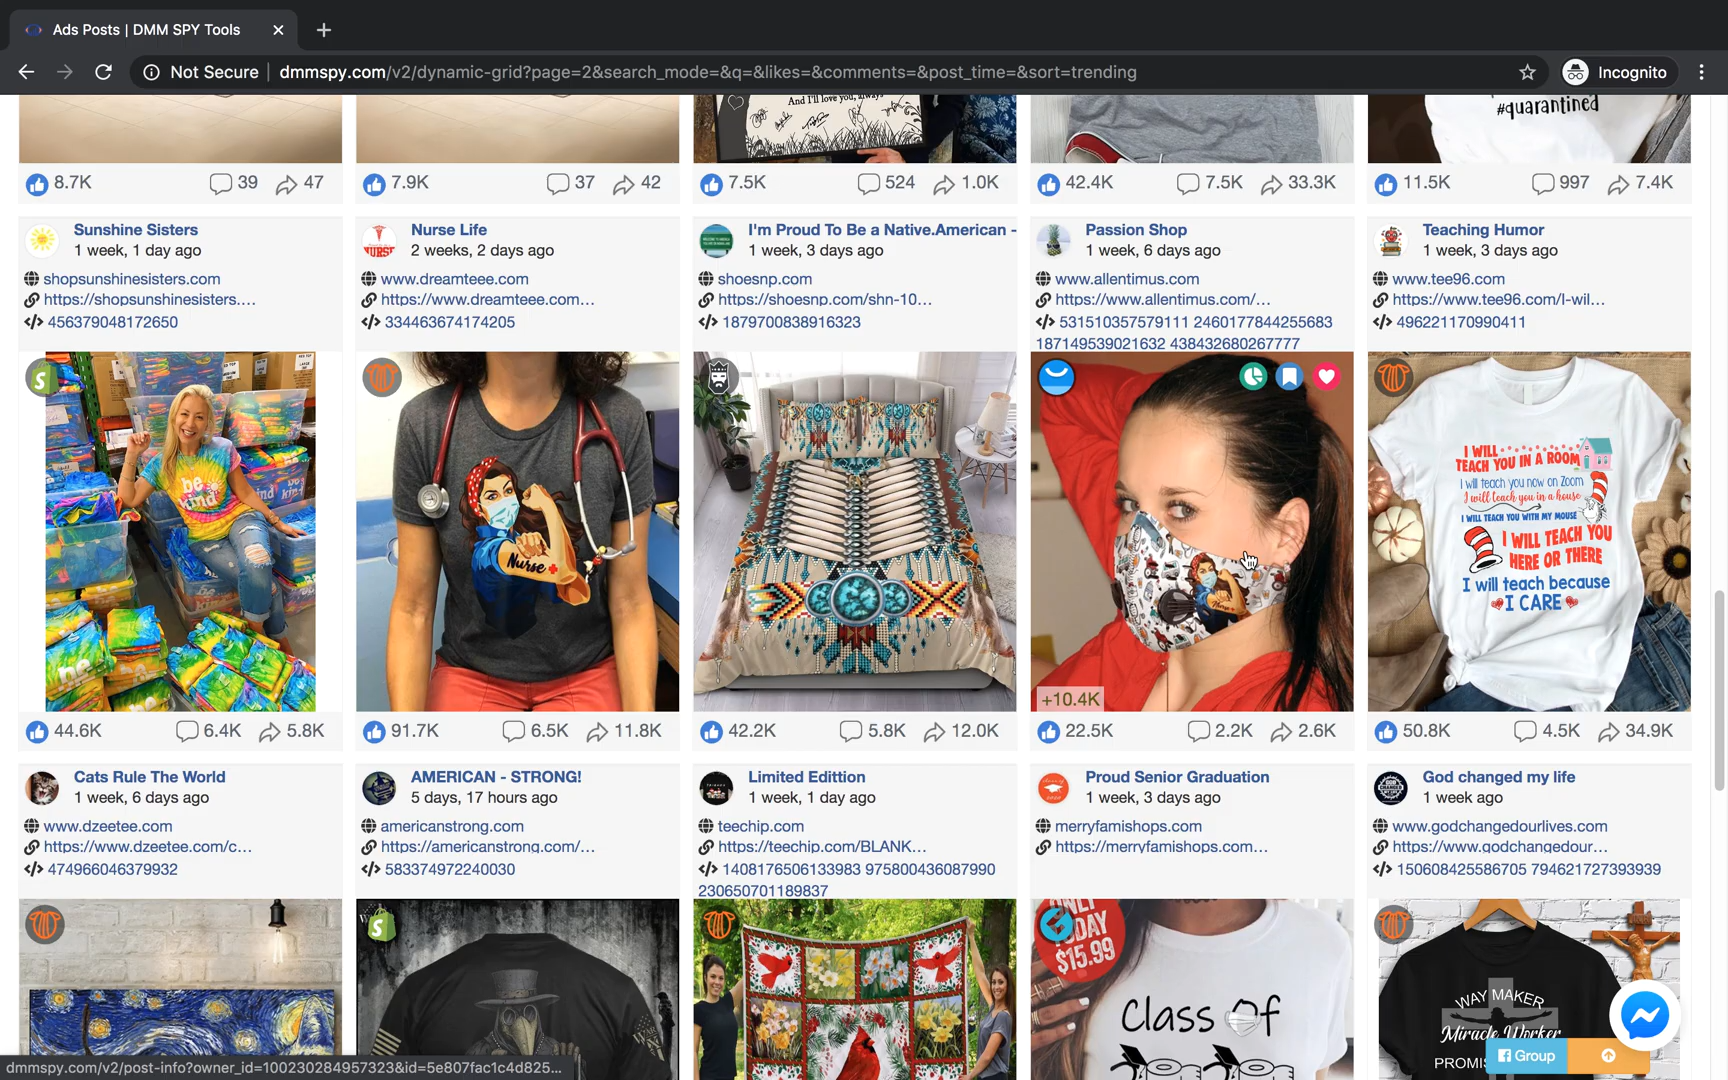 Ads Posts | DMM SPY Tools
Not Secure
dmmspy.com/v2/dynamic-grid?page=2&search_mode=&q=&likes=&comments=&post_time=&sort=trending
Incognito
And I'll love you, always
#quarantined
8.7K 39 47
7.9K 37 42
7.5K 524 1.0K
42.4K 7.5K 33.3K
11.5K 997 7.4K
Sunshine Sisters
1 week, 1 day ago
shopsunshinesisters.com
https://shopsunshinesisters....
456379048172650
Nurse Life
2 weeks, 2 days ago
www.dreamteee.com
https://www.dreamteee.com...
334463674174205
I'm Proud To Be a Native.American -
1 week, 3 days ago
shoesnp.com
https://shoesnp.com/shn-10...
1879700838916323
Passion Shop
1 week, 6 days ago
www.allentimus.com
https://www.allentimus.com/...
531510357579111 2460177844255683
187149539021632 438432680267777
Teaching Humor
1 week, 3 days ago
www.tee96.com
https://www.tee96.com/I-wil...
496221170990411
be
kind
Nurse
+10.4K
I WILL
TEACH YOU IN A ROOM
I will teach you now on Zoom
I will teach you in a house
I WILL TEACH YOU WITH MY MOUSE
I WILL TEACH YOU
HERE OR THERE
I will teach because
I CARE
44.6K 6.4K 5.8K
91.7K 6.5K 11.8K
42.2K 5.8K 12.0K
22.5K 2.2K 2.6K
50.8K 4.5K 34.9K
Cats Rule The World
1 week, 6 days ago
www.dzeetee.com
https://www.dzeetee.com/c...
474966046379932
AMERICAN - STRONG!
5 days, 17 hours ago
americanstrong.com
https://americanstrong.com/...
583374972240030
Limited Edittion
1 week, 1 day ago
teechip.com
https://teechip.com/BLANK...
1408176506133983 975800436087990
230650701189837
Proud Senior Graduation
1 week, 3 days ago
merryfamishops.com
https://merryfamishops.com...
God changed my life
1 week ago
www.godchangedourlives.com
https://www.godchangedour...
150608425586705 794621727393939
ONLY
TODAY
$15.99
Class Of
WAY MAKER
Miracle Worker
PROMIS
Group
dmmspy.com/v2/post-info?owner_id=100230284957323&id=5e807fac1c4d825...